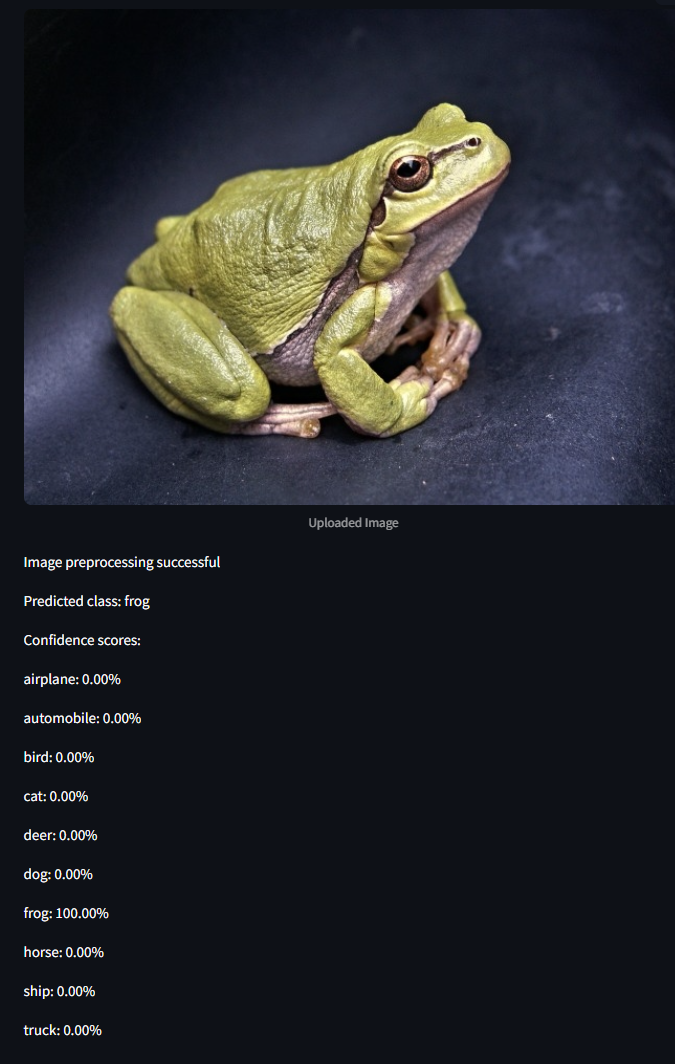 Uploaded Image
Image preprocessing successful
Predicted class: frog
Confidence scores:
airplane: 0.00%
automobile: 0.00%
bird: 0.00%
cat: 0.00%
deer: 0.00%
dog: 0.00%
frog: 100.00%
horse: 0.00%
ship: 0.00%
truck: 0.00%